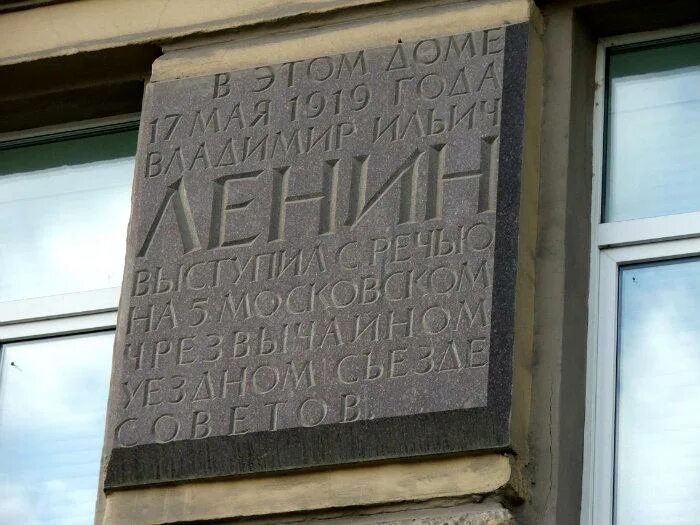 В ЭТОМ ДОМЕ
17 МАЯ 1919 ГОДА
ВЛАДИМИР ИЛЬИЧ
ЛЕНИН
ВЫСТУПИЛ С РЕЧЬЮ
НА 5 МОСКОВСКОМ
ЧРЕЗВЫЧАЙНОМ
УЕЗДНОМ СЪЕЗДЕ
СОВЕТОВ.